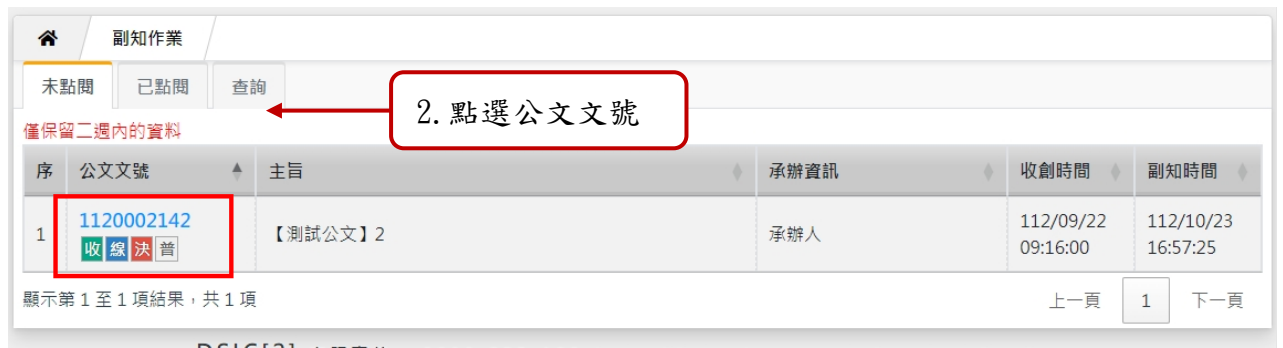 副知作業
未點閱 已點閱 查詢
2.點選公文文號
僅保留二週內的資料
序 公文文號 主旨 承辦資訊 收創時間 副知時間
1 1120002142 收 線 決 普 【測試公文】2 承辦人 112/09/22 09:16:00 112/10/23 16:57:25
顯示第 1 至 1 項結果，共 1 項 上一頁 1 下一頁